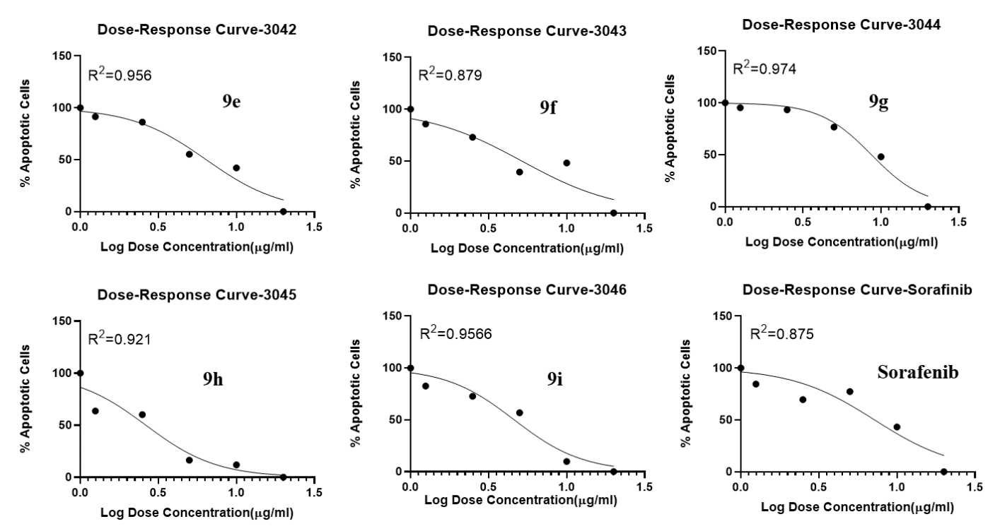 Dose-Response Curve-3042
R²=0.956
9e
150
100
50
0
% Apoptotic Cells
0.0 0.5 1.0 1.5
Log Dose Concentration(µg/ml)
Dose-Response Curve-3043
R²=0.879
9f
150
100
50
0
% Apoptotic Cells
0.0 0.5 1.0 1.5
Log Dose Concentration(µg/ml)
Dose-Response Curve-3044
R²=0.974
9g
150
100
50
0
% Apoptotic Cells
0.0 0.5 1.0 1.5
Log Dose Concentration(µg/ml)
Dose-Response Curve-3045
R²=0.921
9h
150
100
50
0
% Apoptotic Cells
0.0 0.5 1.0 1.5
Log Dose Concentration(µg/ml)
Dose-Response Curve-3046
R²=0.9566
9i
150
100
50
0
% Apoptotic Cells
0.0 0.5 1.0 1.5
Log Dose Concentration(µg/ml)
Dose-Response Curve-Sorafinib
R²=0.875
Sorafenib
150
100
50
0
% Apoptotic Cells
0.0 0.5 1.0 1.5
Log Dose Concentration(µg/ml)